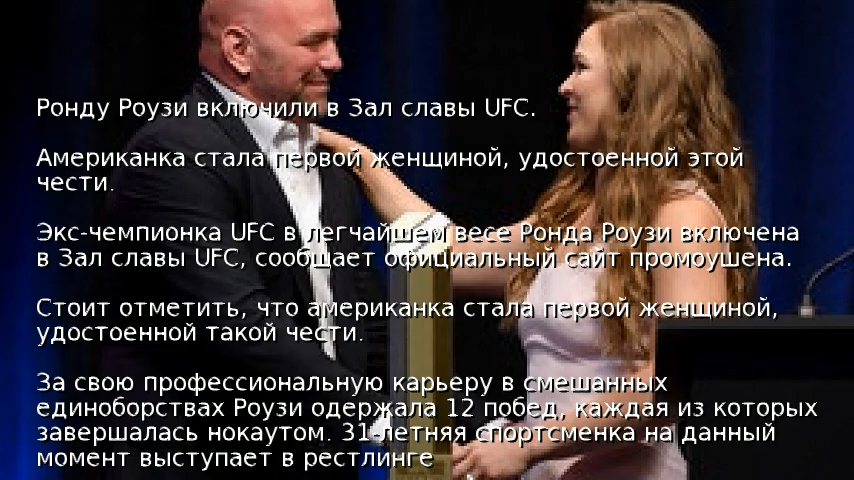 Ронду Роузи включили в Зал славы UFC.
Американка стала первой женщиной, удостоенной этой
чести.
Экс-чемпионка UFC в легчайшем весе Ронда Роузи включена
в Зал славы UFC, сообщает официальный сайт промоушена.
Стоит отметить, что американка стала первой женщиной,
удостоенной такой чести.
За свою профессиональную карьеру в смешанных
единоборствах Роузи одержала 12 побед, каждая из которых
завершалась нокаутом. 31-летняя спортсменка на данный
момент выступает в рестлинге